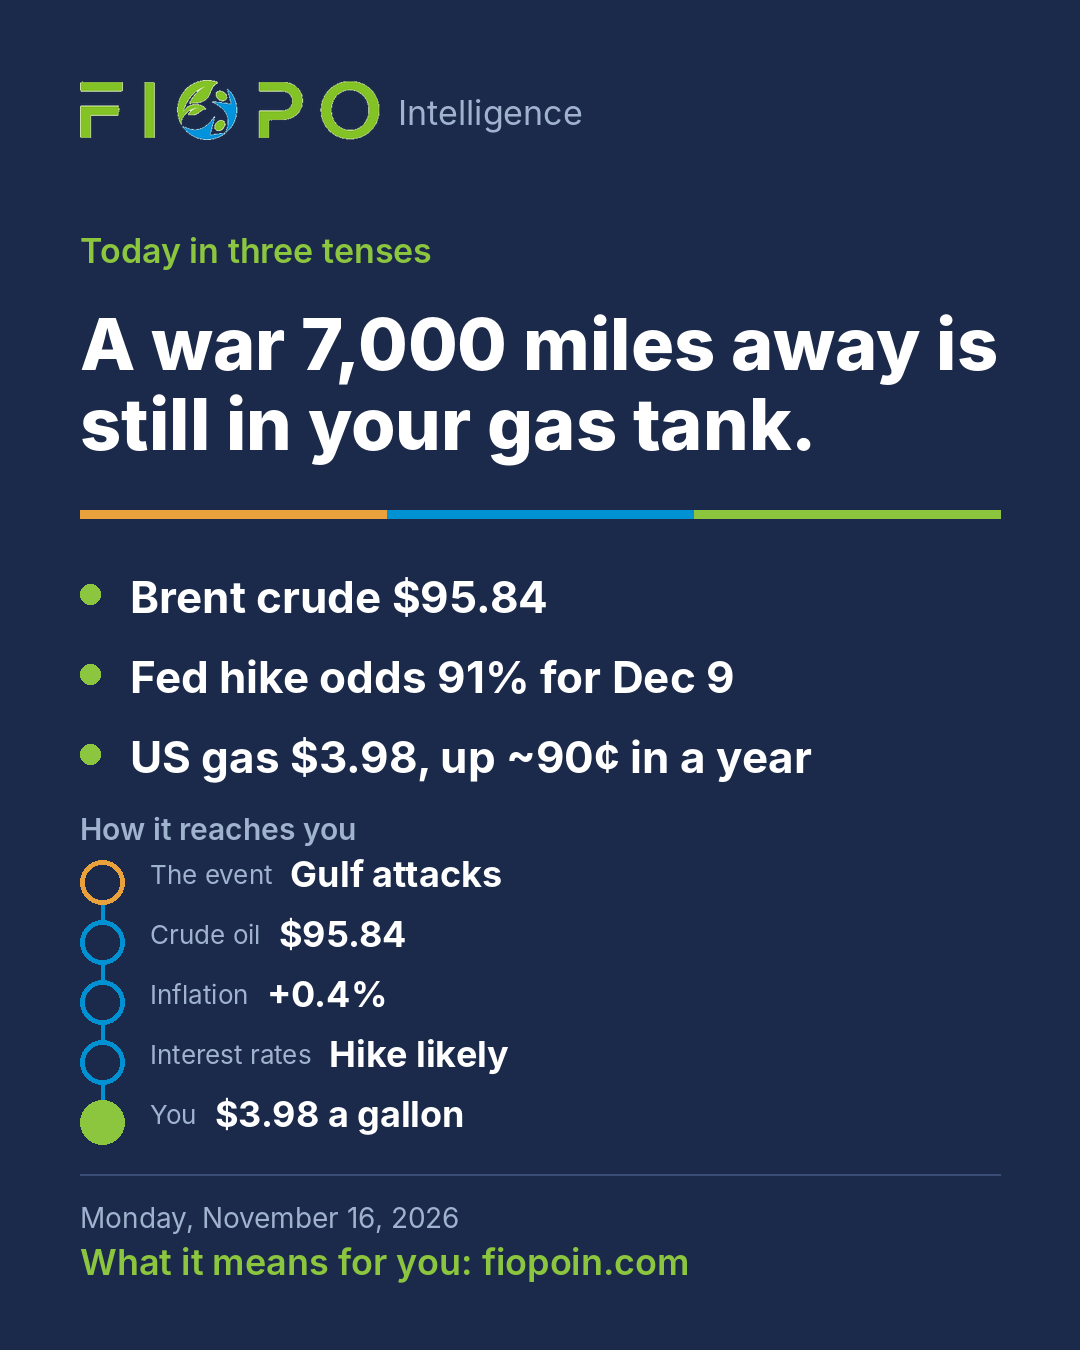 FIOPO Intelligence
Today in three tenses
A war 7,000 miles away is
still in your gas tank.
Brent crude $95.84
Fed hike odds 91% for Dec 9
US gas $3.98, up ~90¢ in a year
How it reaches you
The event Gulf attacks
Crude oil $95.84
Inflation +0.4%
Interest rates Hike likely
You $3.98 a gallon
Monday, November 16, 2026
What it means for you: fiopoin.com